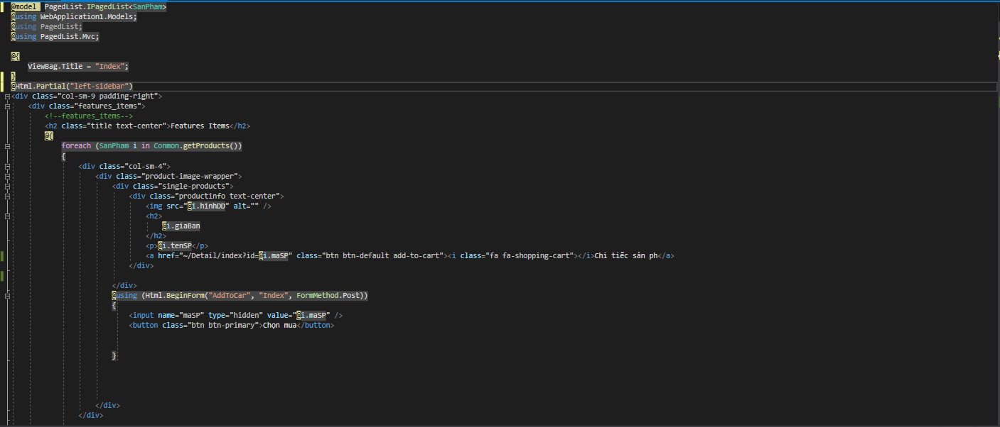 @model PagedList.IPagedList<SanPham>
@using WebApplication1.Models;
@using PagedList;
@using PagedList.Mvc;
@{
ViewBag.Title = "Index";
}
@Html.Partial("left-sidebar")
<div class="col-sm-9 padding-right">
<div class="features_items">
<!--features_items-->
<h2 class="title text-center">Features Items</h2>
@{
foreach (SanPham i in Conmon.getProducts())
{
<div class="col-sm-4">
<div class="product-image-wrapper">
<div class="single-products">
<div class="productinfo text-center">
<img src="@i.hinhDD" alt="" />
<h2>
@i.giaBan
</h2>
<p>@i.tenSP</p>
<a href="~/Detail/index?id=@i.maSP" class="btn btn-default add-to-cart"><i class="fa fa-shopping-cart"></i>Chi tiếc sản ph</a>
</div>
</div>
@using (Html.BeginForm("AddToCar", "Index", FormMethod.Post))
{
<input name="maSP" type="hidden" value="@i.maSP" />
<button class="btn btn-primary">Chọn mua</button>
}
</div>
</div>